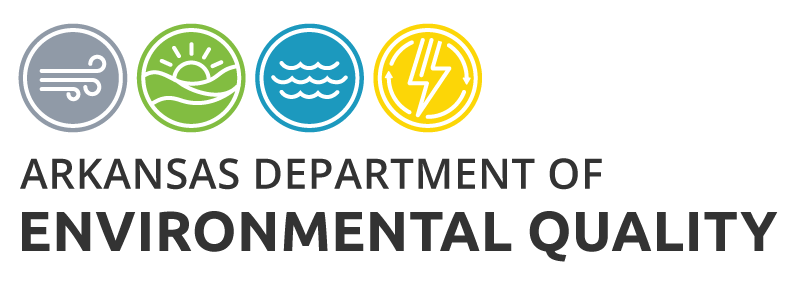 ARKANSAS DEPARTMENT OF
ENVIRONMENTAL QUALITY